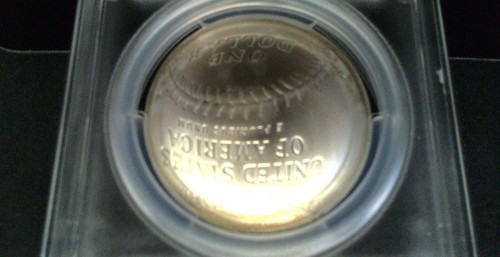 UNITED STATES
OF AMERICA
E PLURIBUS UNUM
ONE
DOLLAR